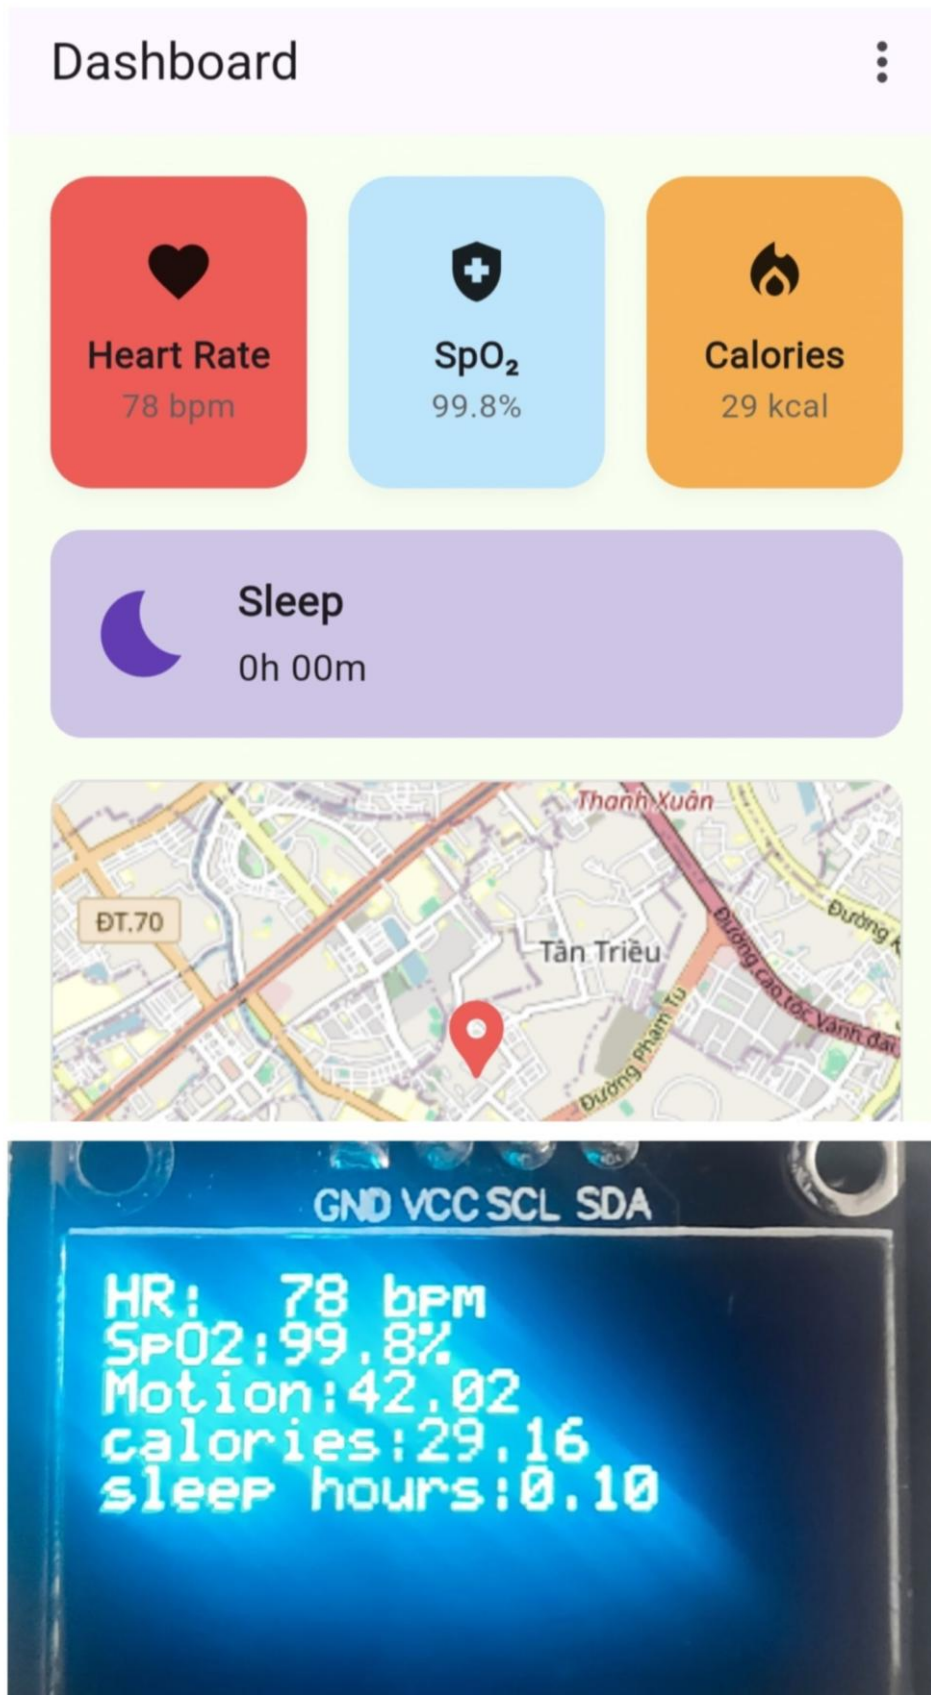 Dashboard
Heart Rate
78 bpm
SpO₂
99.8%
Calories
29 kcal
Sleep
0h 00m
Thanh Xuân
ĐT.70
Tân Triều
Đường
Đường cao tốc Vành đai
Đường Phạm Tu
GND VCC SCL SDA
HR: 78 bpm
SpO2:99.8%
Motion:42.02
calories:29.16
sleep hours:0.10